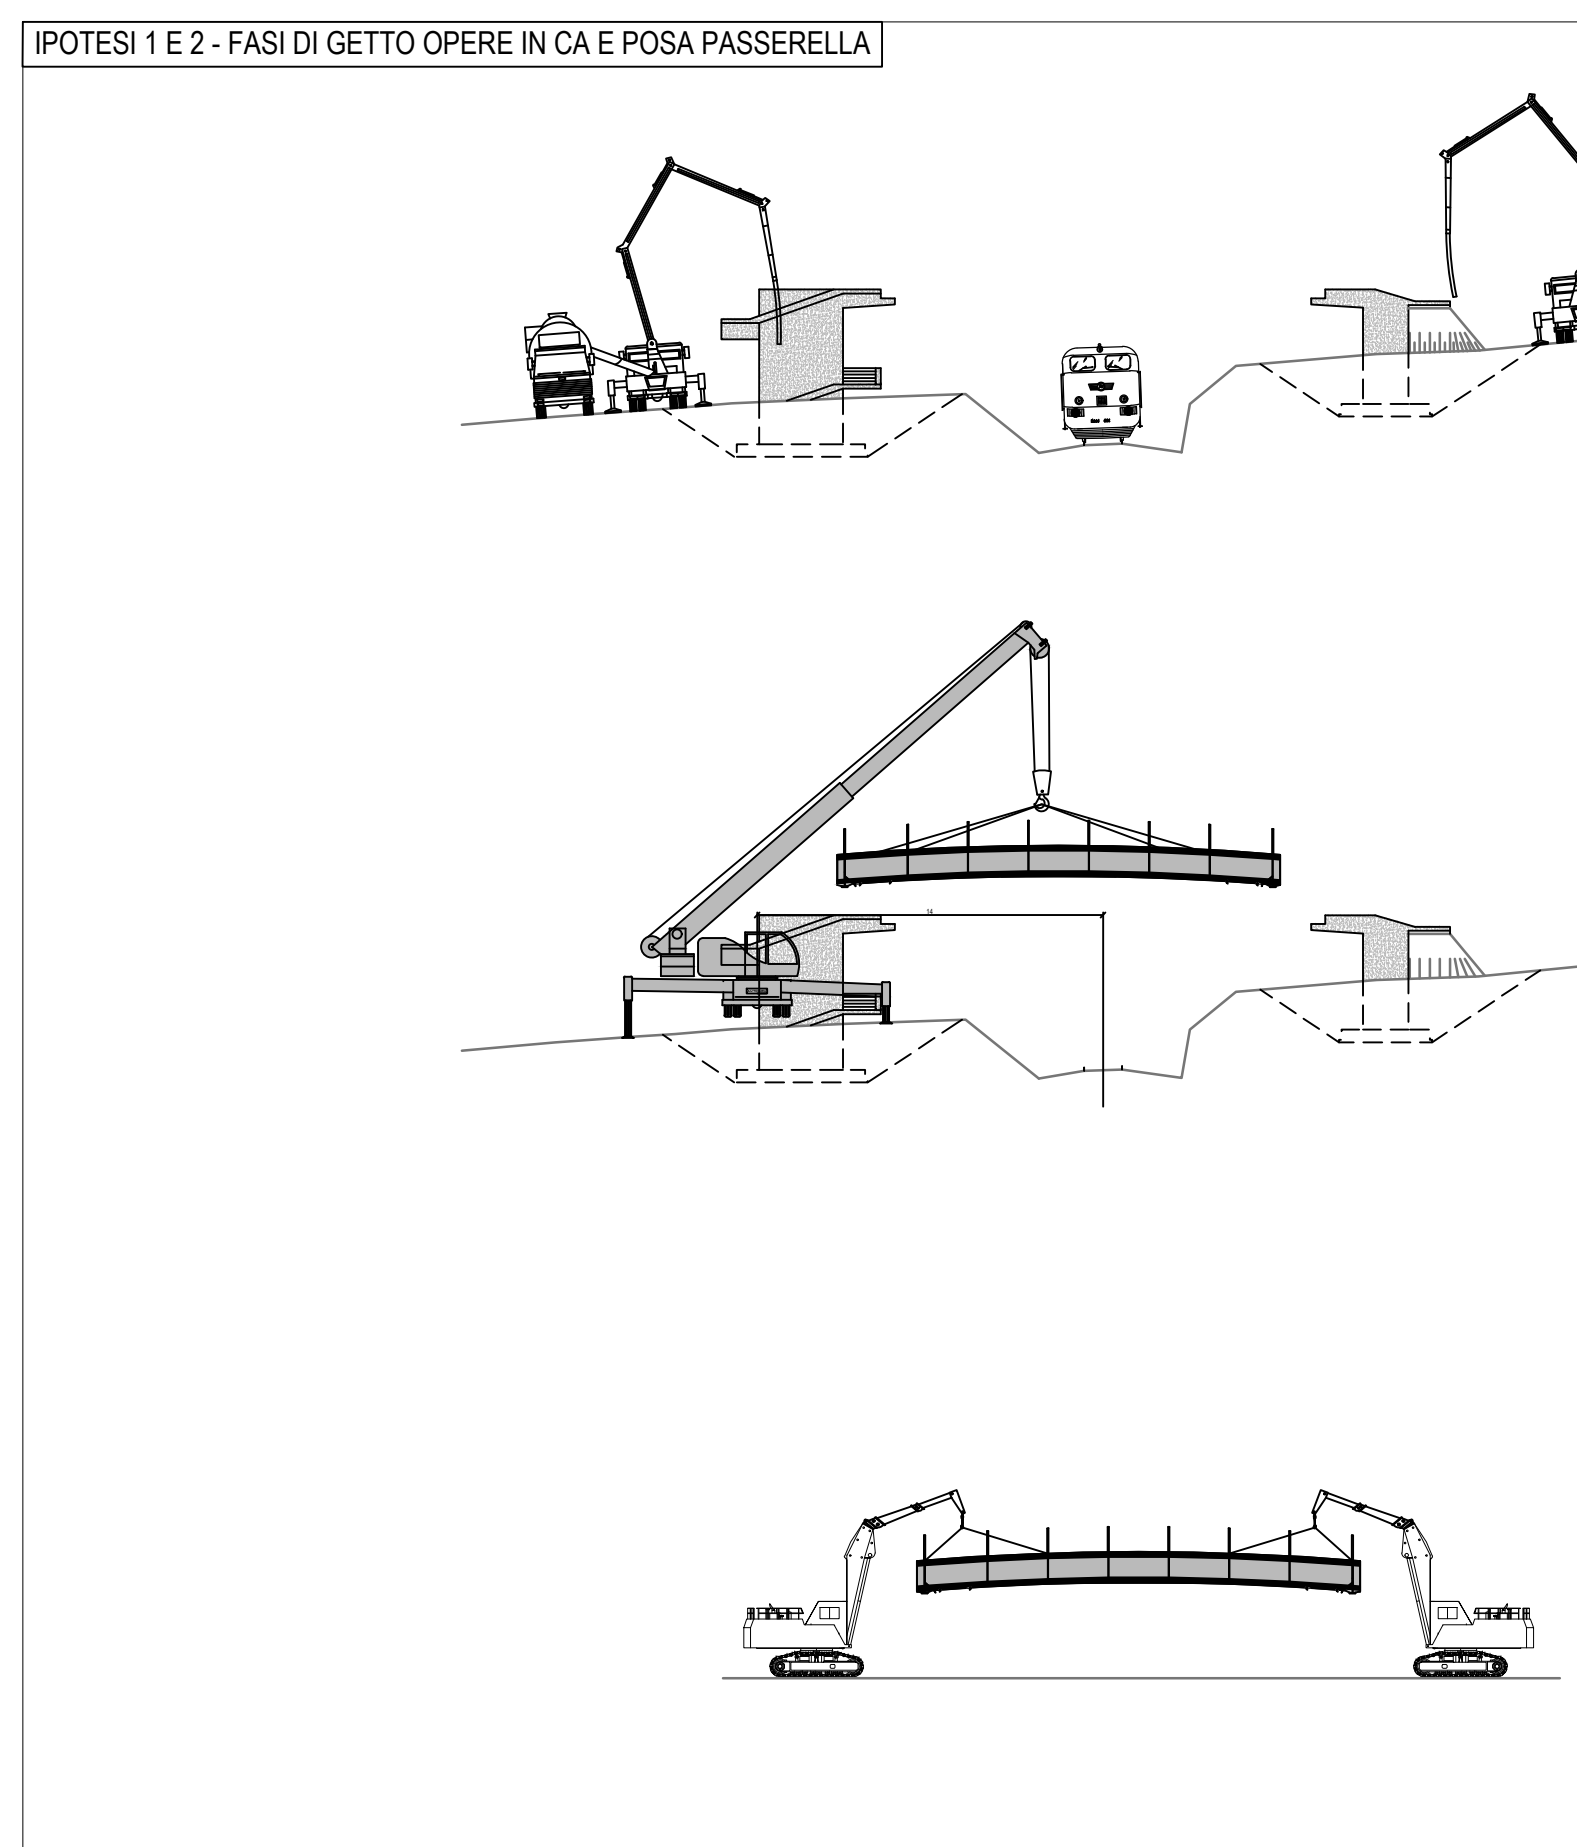 IPOTESI 1 E 2 - FASI DI GETTO OPERE IN CA E POSA PASSERELLA
14